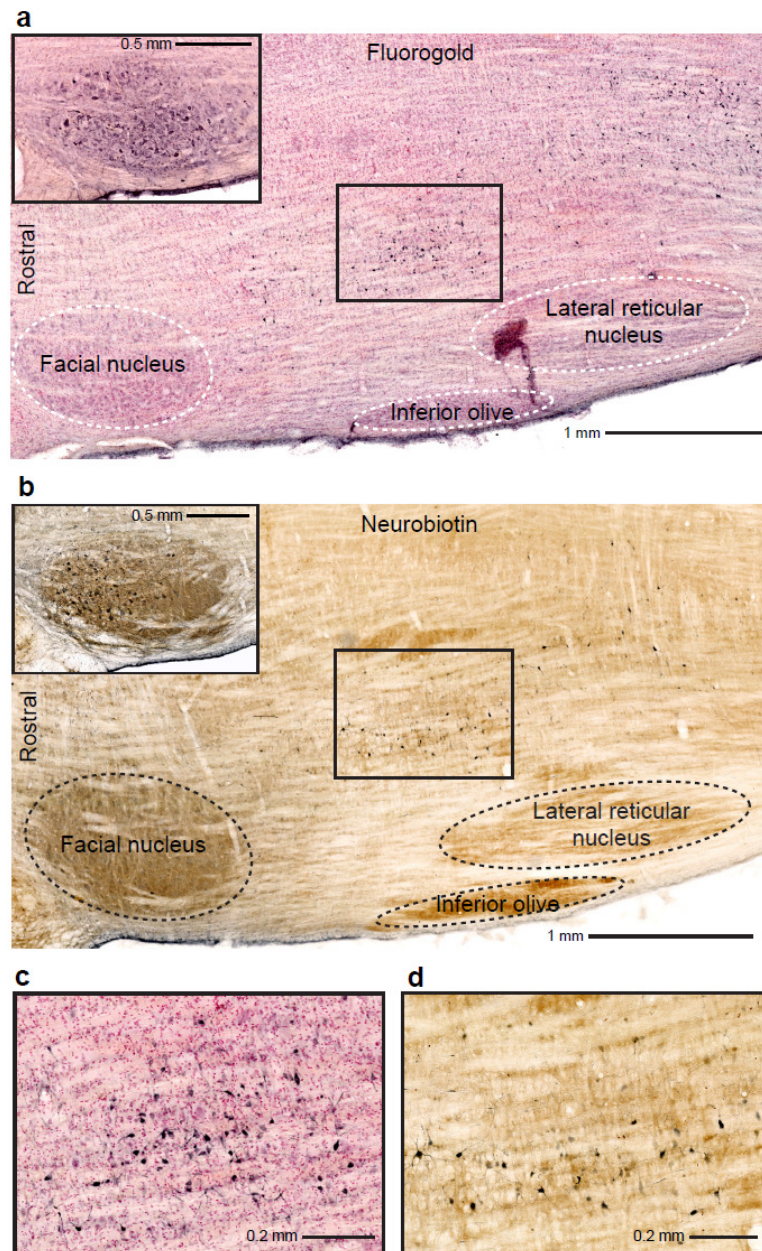 a
0.5 mm
Fluorogold
Rostral
Facial nucleus
Lateral reticular
nucleus
Inferior olive
1 mm
b
0.5 mm
Neurobiotin
Rostral
Facial nucleus
Lateral reticular
nucleus
Inferior olive
1 mm
c
d
0.2 mm
0.2 mm